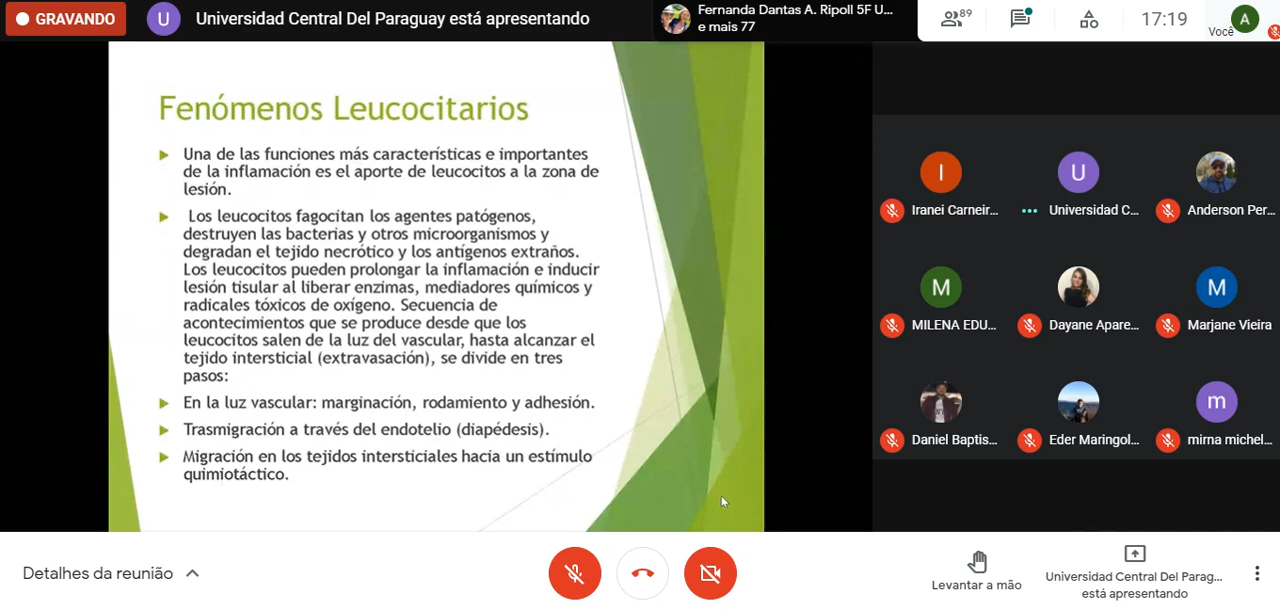 GRAVANDO
U
Universidad Central Del Paraguay está apresentando
Fernanda Dantas A. Ripoll 5F U...
e mais 77
89
17:19
Você
A
Fenómenos Leucocitarios
Una de las funciones más características e importantes
de la inflamación es el aporte de leucocitos a la zona de
lesión.
Los leucocitos fagocitan los agentes patógenos,
destruyen las bacterias y otros microorganismos y
degradan el tejido necrótico y los antígenos extraños.
Los leucocitos pueden prolongar la inflamación e inducir
lesión tisular al liberar enzimas, mediadores químicos y
radicales tóxicos de oxígeno. Secuencia de
acontecimientos que se produce desde que los
leucocitos salen de la luz del vascular, hasta alcanzar el
tejido intersticial (extravasación), se divide en tres
pasos:
En la luz vascular: marginación, rodamiento y adhesión.
Trasmigración a través del endotelio (diapédesis).
Migración en los tejidos intersticiales hacia un estímulo
quimiotáctico.
I
U
Iranei Carneir...
Universidad C...
Anderson Per...
M
M
MILENA EDU...
Dayane Apare...
Marjane Vieira
m
Daniel Baptis...
Eder Maringol...
mirna michel...
Detalhes da reunião
Levantar a mão
Universidad Central Del Parag...
está apresentando